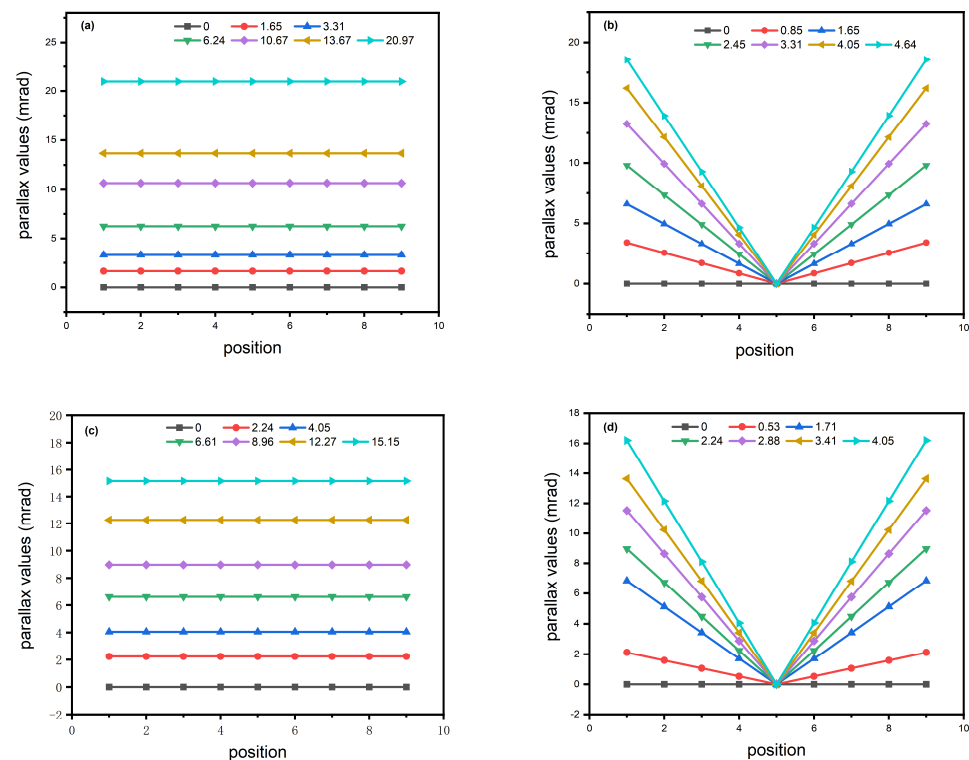 (a) 0 1.65 3.31
6.24 10.67 13.67 20.97
25
20
15
10
5
0
parallax values (mrad)
0 2 4 6 8 10
position
(b) 0 0.85 1.65
2.45 3.31 4.05 4.64
20
15
10
5
0
parallax values (mrad)
0 2 4 6 8 10
position
(c) 0 2.24 4.05
6.61 8.96 12.27 15.15
20
18
16
14
12
10
8
6
4
2
0
-2
parallax values (mrad)
0 2 4 6 8 10
position
(d) 0 0.53 1.71
2.24 2.88 3.41 4.05
18
16
14
12
10
8
6
4
2
0
-2
parallax values (mrad)
0 2 4 6 8 10
position